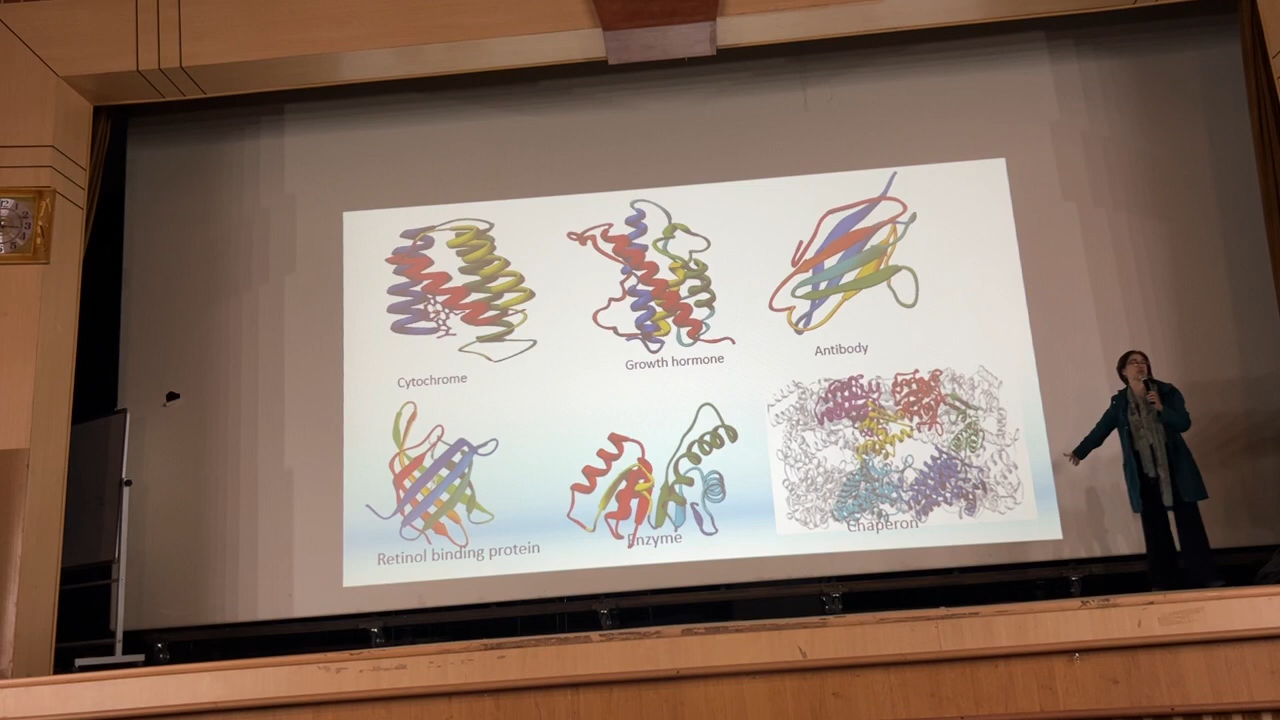 Cytochrome
Growth hormone
Antibody
Retinol binding protein
Enzyme
Chaperon